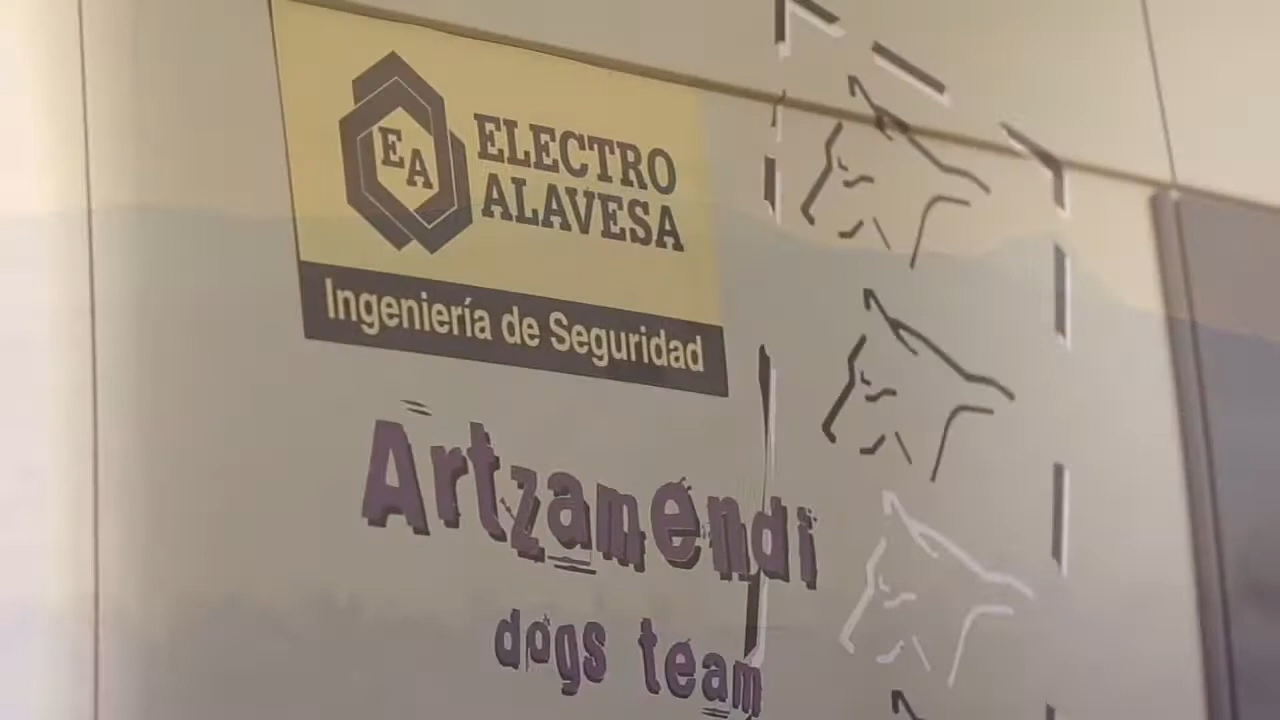 EA
ELECTRO
ALAVESA
Ingeniería de Seguridad
Artzamendi
dogs team